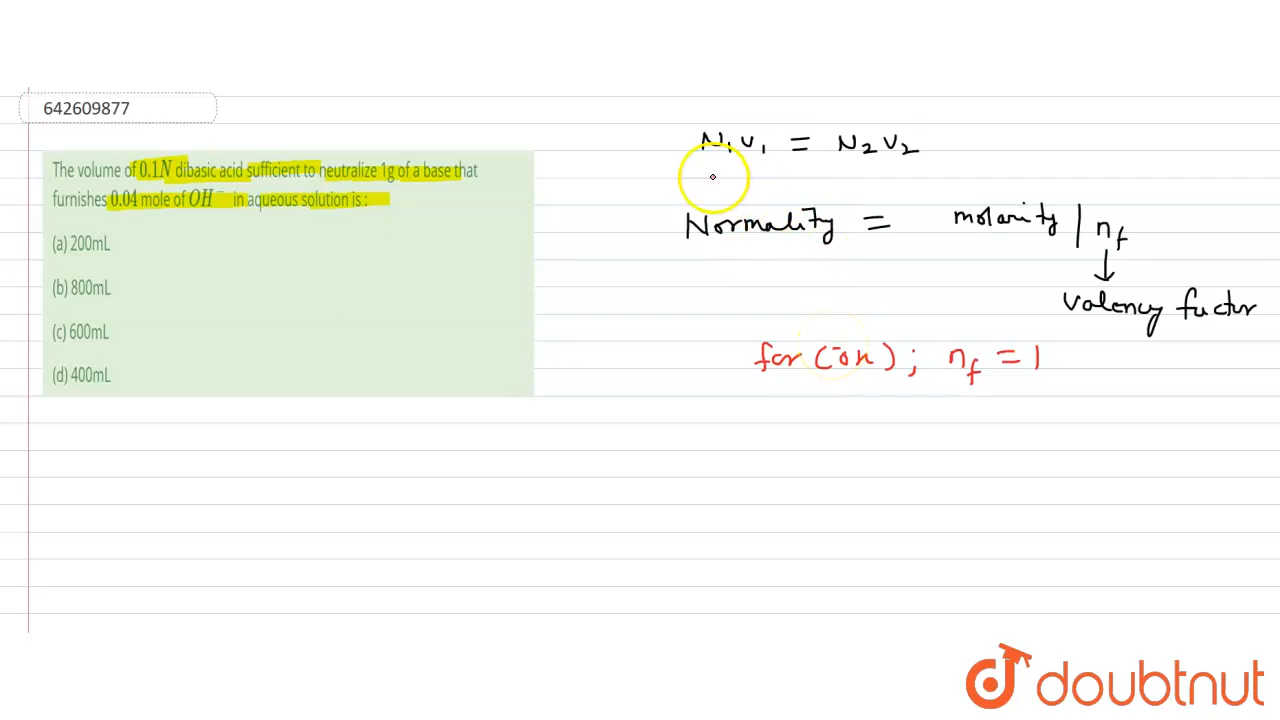 642609877
The volume of 0.1N dibasic acid sufficient to neutralize 1g of a base that
furnishes 0.04 mole of OH⁻ in aqueous solution is :
(a) 200mL
(b) 800mL
(c) 600mL
(d) 400mL
N₁V₁ = N₂V₂
Normality = molarity | nf
↓
Valency factor
for (⁻OH) ; nf = 1
doubtnut